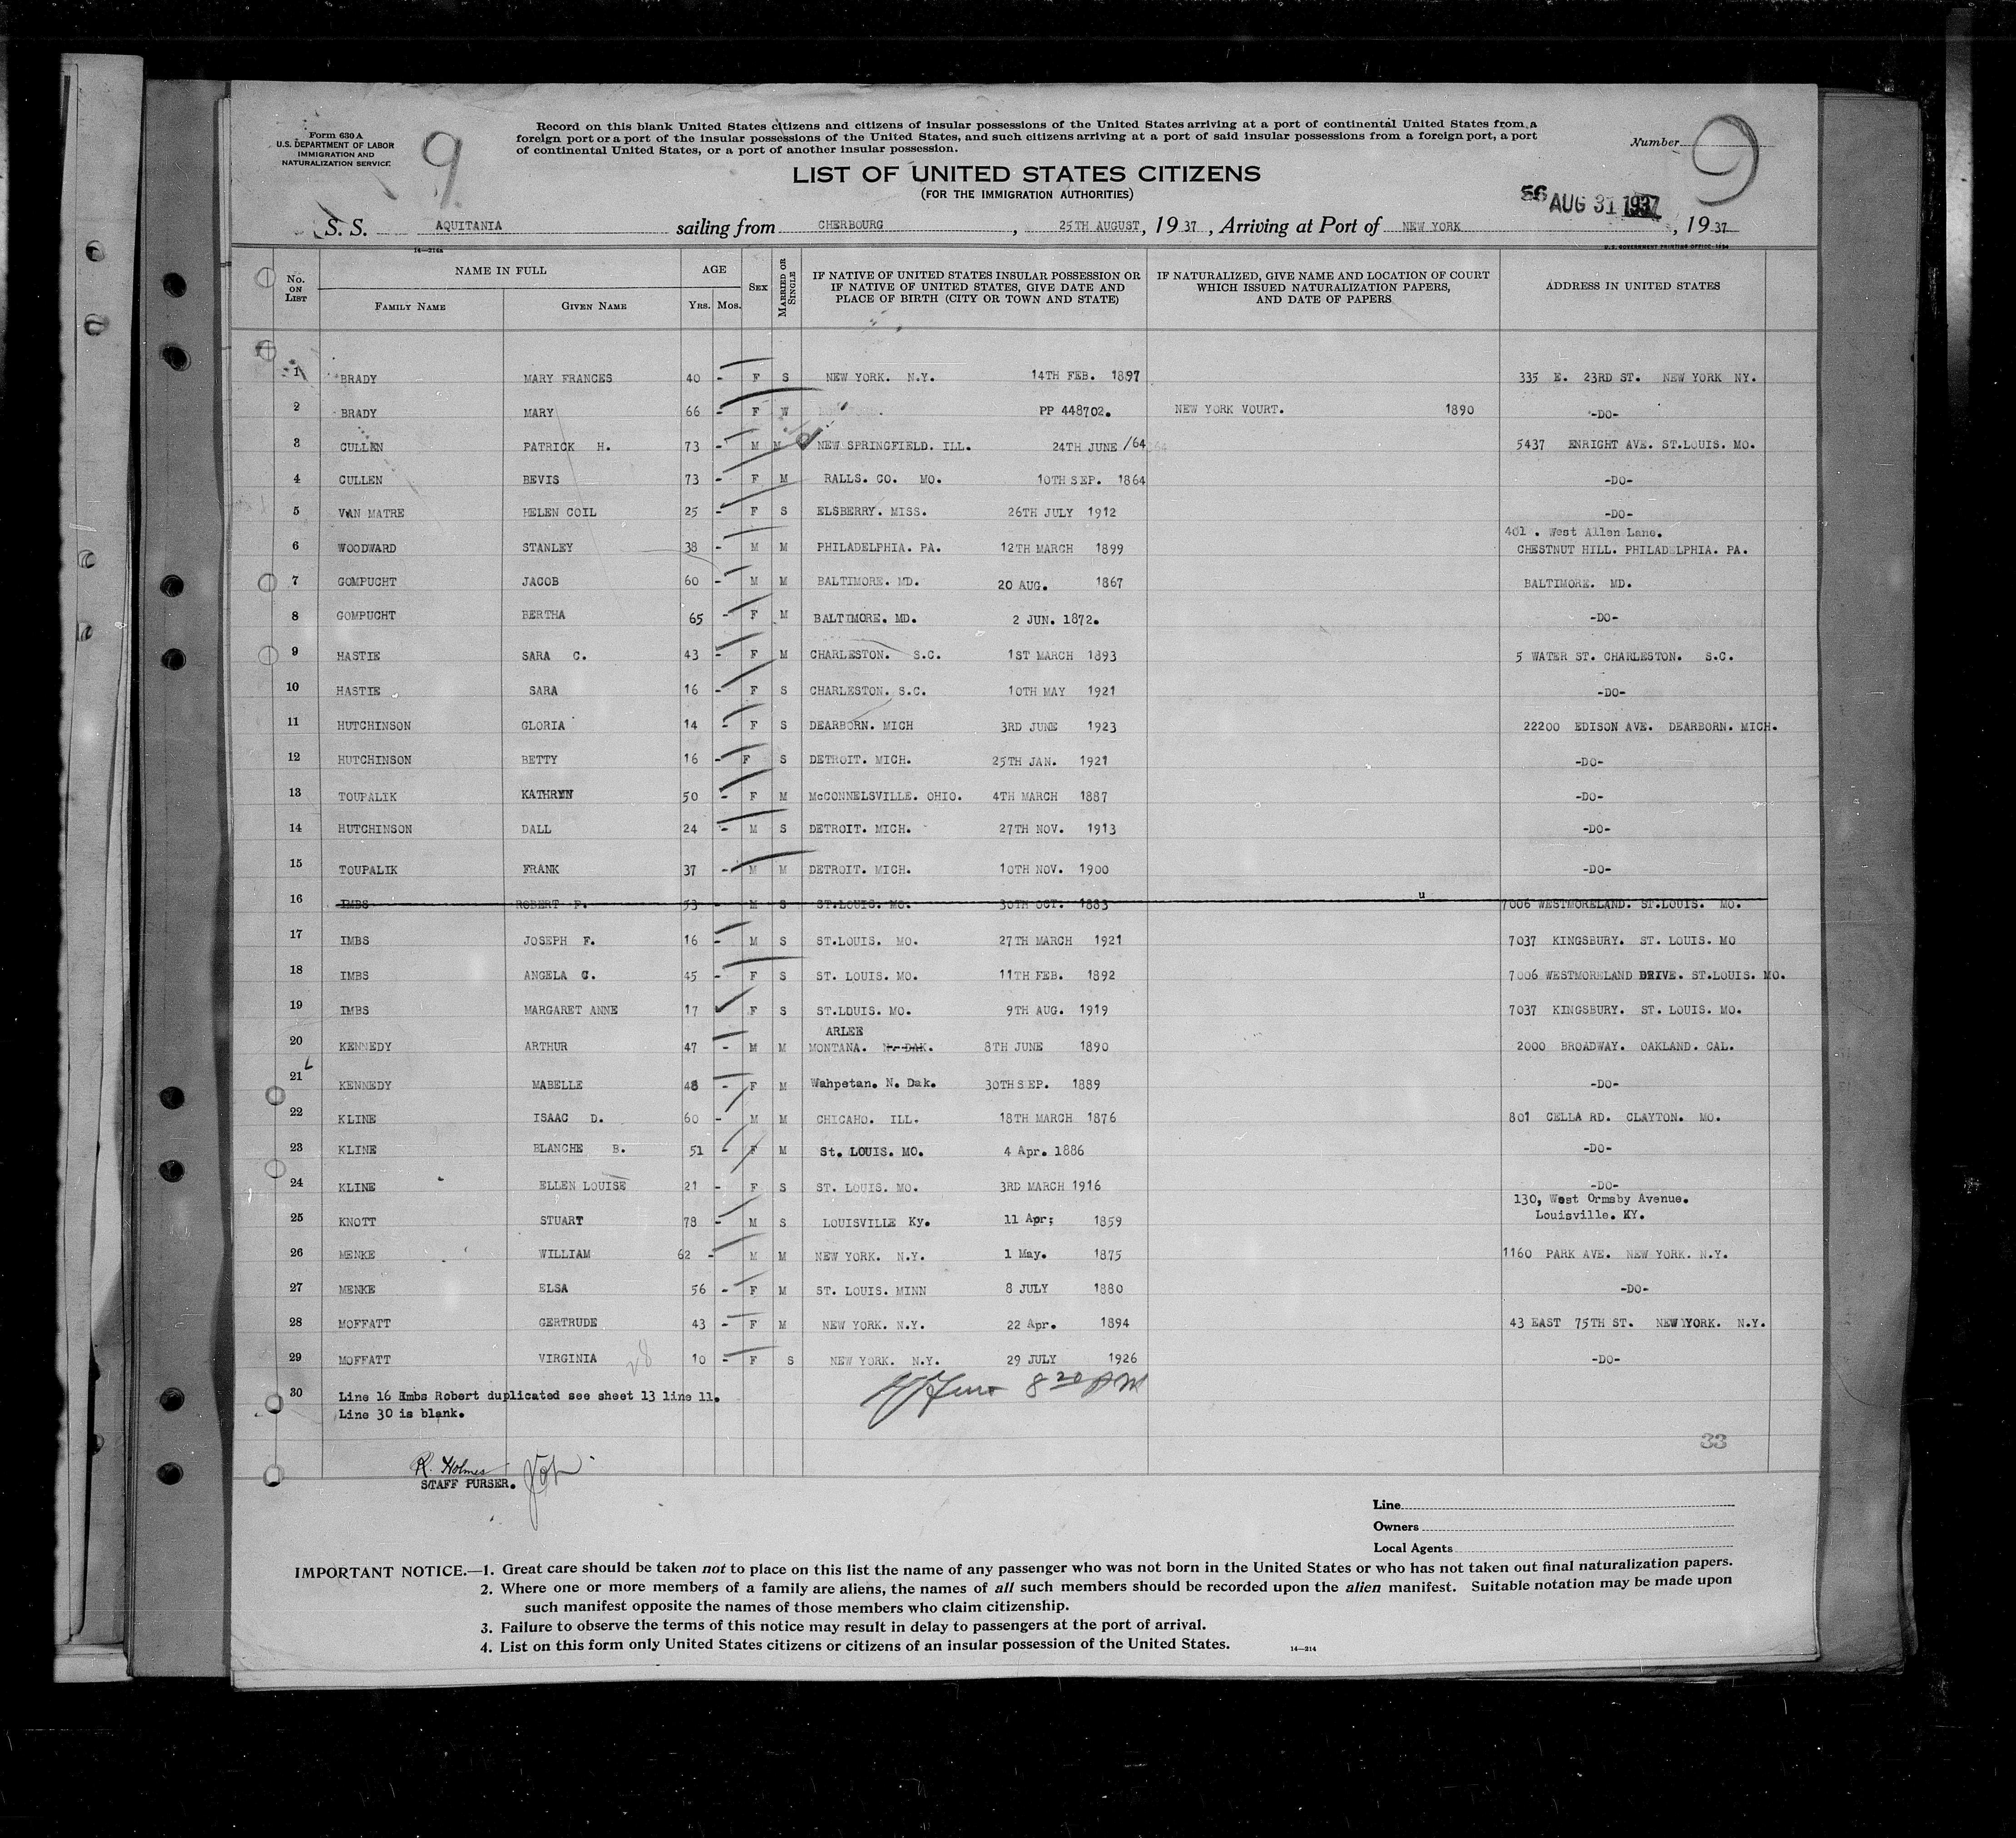 Form 630 A
U.S. DEPARTMENT OF LABOR
IMMIGRATION AND
NATURALIZATION SERVICE
9
Record on this blank United States citizens and citizens of insular possessions of the United States arriving at a port of continental United States from a
foreign port or a port of the insular possessions of the United States, and such citizens arriving at a port of said insular possessions from a foreign port, a port
of continental United States, or a port of another insular possession.
Number 9
LIST OF UNITED STATES CITIZENS
(FOR THE IMMIGRATION AUTHORITIES)
56 AUG 31 1937
S. S. AQUITANIA sailing from CHERBOURG, 25TH AUGUST, 1937, Arriving at Port of NEW YORK, 1937
14—214A
U.S. GOVERNMENT PRINTING OFFICE: 1934
No. ON LIST NAME IN FULL FAMILY NAME GIVEN NAME AGE Yrs. Mos. SEX MARRIED OR SINGLE IF NATIVE OF UNITED STATES INSULAR POSSESSION OR IF NATIVE OF UNITED STATES, GIVE DATE AND PLACE OF BIRTH (CITY OR TOWN AND STATE) IF NATURALIZED, GIVE NAME AND LOCATION OF COURT WHICH ISSUED NATURALIZATION PAPERS, AND DATE OF PAPERS ADDRESS IN UNITED STATES
1 BRADY MARY FRANCES 40 - F S NEW YORK. N.Y. 14TH FEB. 1897 335 E. 23RD ST. NEW YORK NY.
2 BRADY MARY 66 - F W PP 448702. NEW YORK VOURT. 1890 -DO-
3 CULLEN PATRICK H. 73 - M M NEW SPRINGFIELD. ILL. 24TH JUNE /64 5437 ENRIGHT AVE. ST.LOUIS. MO.
4 CULLEN BEVIS 73 - F M RALLS. CO. MO. 10TH SEP. 1864 -DO-
5 VAN MATRE HELEN COIL 25 - F S ELSBERRY. MISS. 26TH JULY 1912 -DO-
401 . West Allen Lane.
6 WOODWARD STANLEY 38 - M M PHILADELPHIA. PA. 12TH MARCH 1899 CHESTNUT HILL. PHILADELPHIA. PA.
7 GOMPUCHT JACOB 60 - M M BALTIMORE. MD. 20 AUG. 1867 BALTIMORE. MD.
8 GOMPUCHT BERTHA 65 - F M BALTIMORE. MD. 2 JUN. 1872. -DO-
9 HASTIE SARA C. 43 - F M CHARLESTON. S.C. 1ST MARCH 1893 5 WATER ST. CHARLESTON. S.C.
10 HASTIE SARA 16 - F S CHARLESTON. S.C. 10TH MAY 1921 -DO-
11 HUTCHINSON GLORIA 14 - F S DEARBORN. MICH 3RD JUNE 1923 22200 EDISON AVE. DEARBORN. MICH.
12 HUTCHINSON BETTY 16 - F S DETROIT. MICH. 25TH JAN. 1921 -DO-
13 TOUPALIK KATHRYN 50 - F M McCONNELSVILLE. OHIO. 4TH MARCH 1887 -DO-
14 HUTCHINSON DALL 24 - M S DETROIT. MICH. 27TH NOV. 1913 -DO-
15 TOUPALIK FRANK 37 - M M DETROIT. MICH. 10TH NOV. 1900 -DO-
16 IMBS ROBERT F. 53 - M S ST.LOUIS. MO. 30TH OCT. 1883 u 7006 WESTMORELAND. ST.LOUIS. MO.
17 IMBS JOSEPH F. 16 - M S ST.LOUIS. MO. 27TH MARCH 1921 7037 KINGSBURY. ST. LOUIS. MO
18 IMBS ANGELA C. 45 - F S ST. LOUIS. MO. 11TH FEB. 1892 7006 WESTMORELAND DRIVE. ST.LOUIS. MO.
19 IMBS MARGARET ANNE 17 F S ST.LOUIS. MO. 9TH AUG. 1919 7037 KINGSBURY. ST. LOUIS. MO.
ARLEE
20 KENNEDY ARTHUR 47 - M M MONTANA. N. DAK. 8TH JUNE 1890 2000 BROADWAY. OAKLAND. CAL.
21 KENNEDY MABELLE 48 - F M Wahpetan. N. Dak. 30TH SEP. 1889 -DO-
22 KLINE ISAAC D. 60 - M M CHICAHO. ILL. 18TH MARCH 1876 801 CELLA RD. CLAYTON. MO.
23 KLINE BLANCHE B. 51 - F M St. LOUIS. MO. 4 Apr. 1886 -DO-
24 KLINE ELLEN LOUISE 21 - F S ST. LOUIS. MO. 3RD MARCH 1916 -DO-
130, West Ormsby Avenue.
25 KNOTT STUART 78 - M S LOUISVILLE Ky. 11 Apr; 1859 Louisville. KY.
26 MENKE WILLIAM 62 - M M NEW YORK. N.Y. 1 May. 1875 1160 PARK AVE. NEW YORK. N.Y.
27 MENKE ELSA 56 - F M ST. LOUIS. MINN 8 JULY 1880 -DO-
28 MOFFATT GERTRUDE 43 - F M NEW YORK. N.Y. 22 Apr. 1894 43 EAST 75TH ST. NEW YORK. N.Y.
29 MOFFATT VIRGINIA 28 10 - F S NEW YORK. N.Y. 29 JULY 1926 -DO-
30 Line 16 Embs Robert duplicated see sheet 13 line 11. 8 20 PM
Line 30 is blank.
33
R. Holmes
STAFF PURSER.
Line
Owners
Local Agents
IMPORTANT NOTICE.—1. Great care should be taken not to place on this list the name of any passenger who was not born in the United States or who has not taken out final naturalization papers.
2. Where one or more members of a family are aliens, the names of all such members should be recorded upon the alien manifest. Suitable notation may be made upon
such manifest opposite the names of those members who claim citizenship.
3. Failure to observe the terms of this notice may result in delay to passengers at the port of arrival.
4. List on this form only United States citizens or citizens of an insular possession of the United States.
14—214